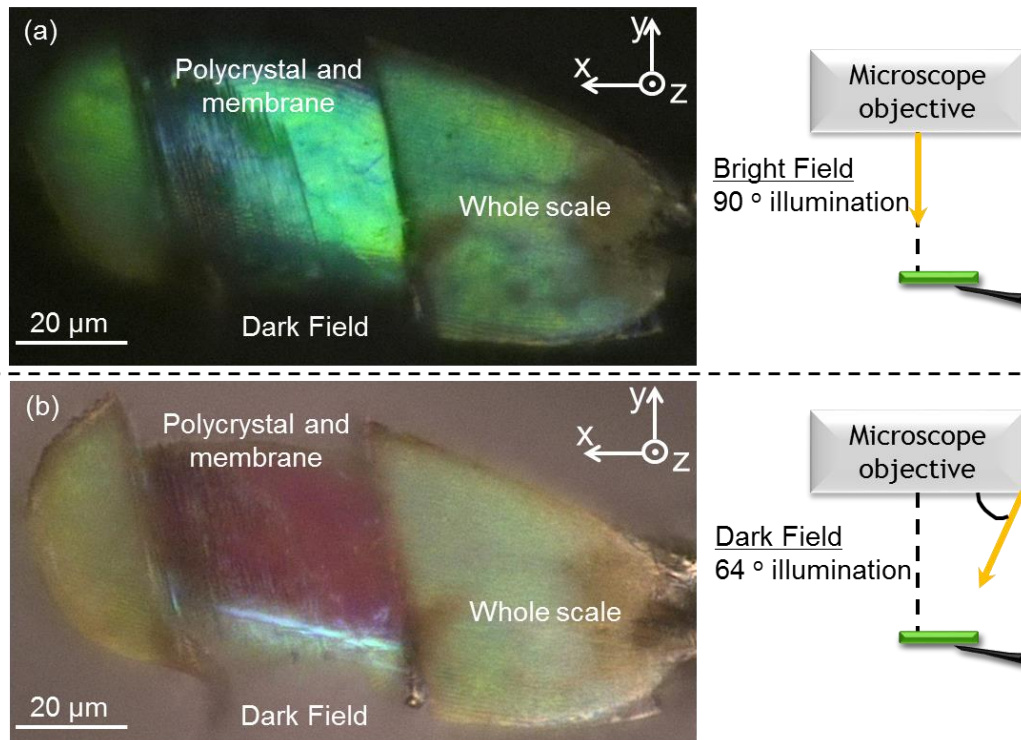 (a)
Polycrystal and
membrane
y
x
z
Whole scale
20 µm
Dark Field
Microscope
objective
Bright Field
90 º illumination
(b)
Polycrystal and
membrane
y
x
z
Whole scale
20 µm
Dark Field
Microscope
objective
Dark Field
64 º illumination